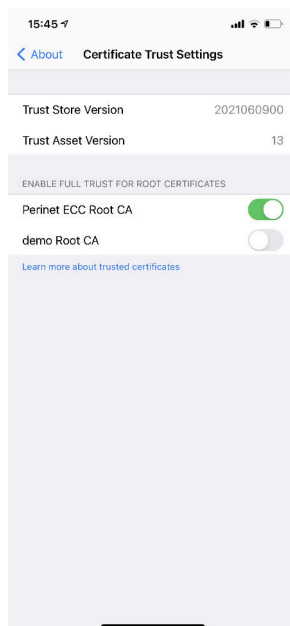 15:45
About
Certificate Trust Settings
Trust Store Version 2021060900
Trust Asset Version 13
ENABLE FULL TRUST FOR ROOT CERTIFICATES
Perinet ECC Root CA
demo Root CA
Learn more about trusted certificates